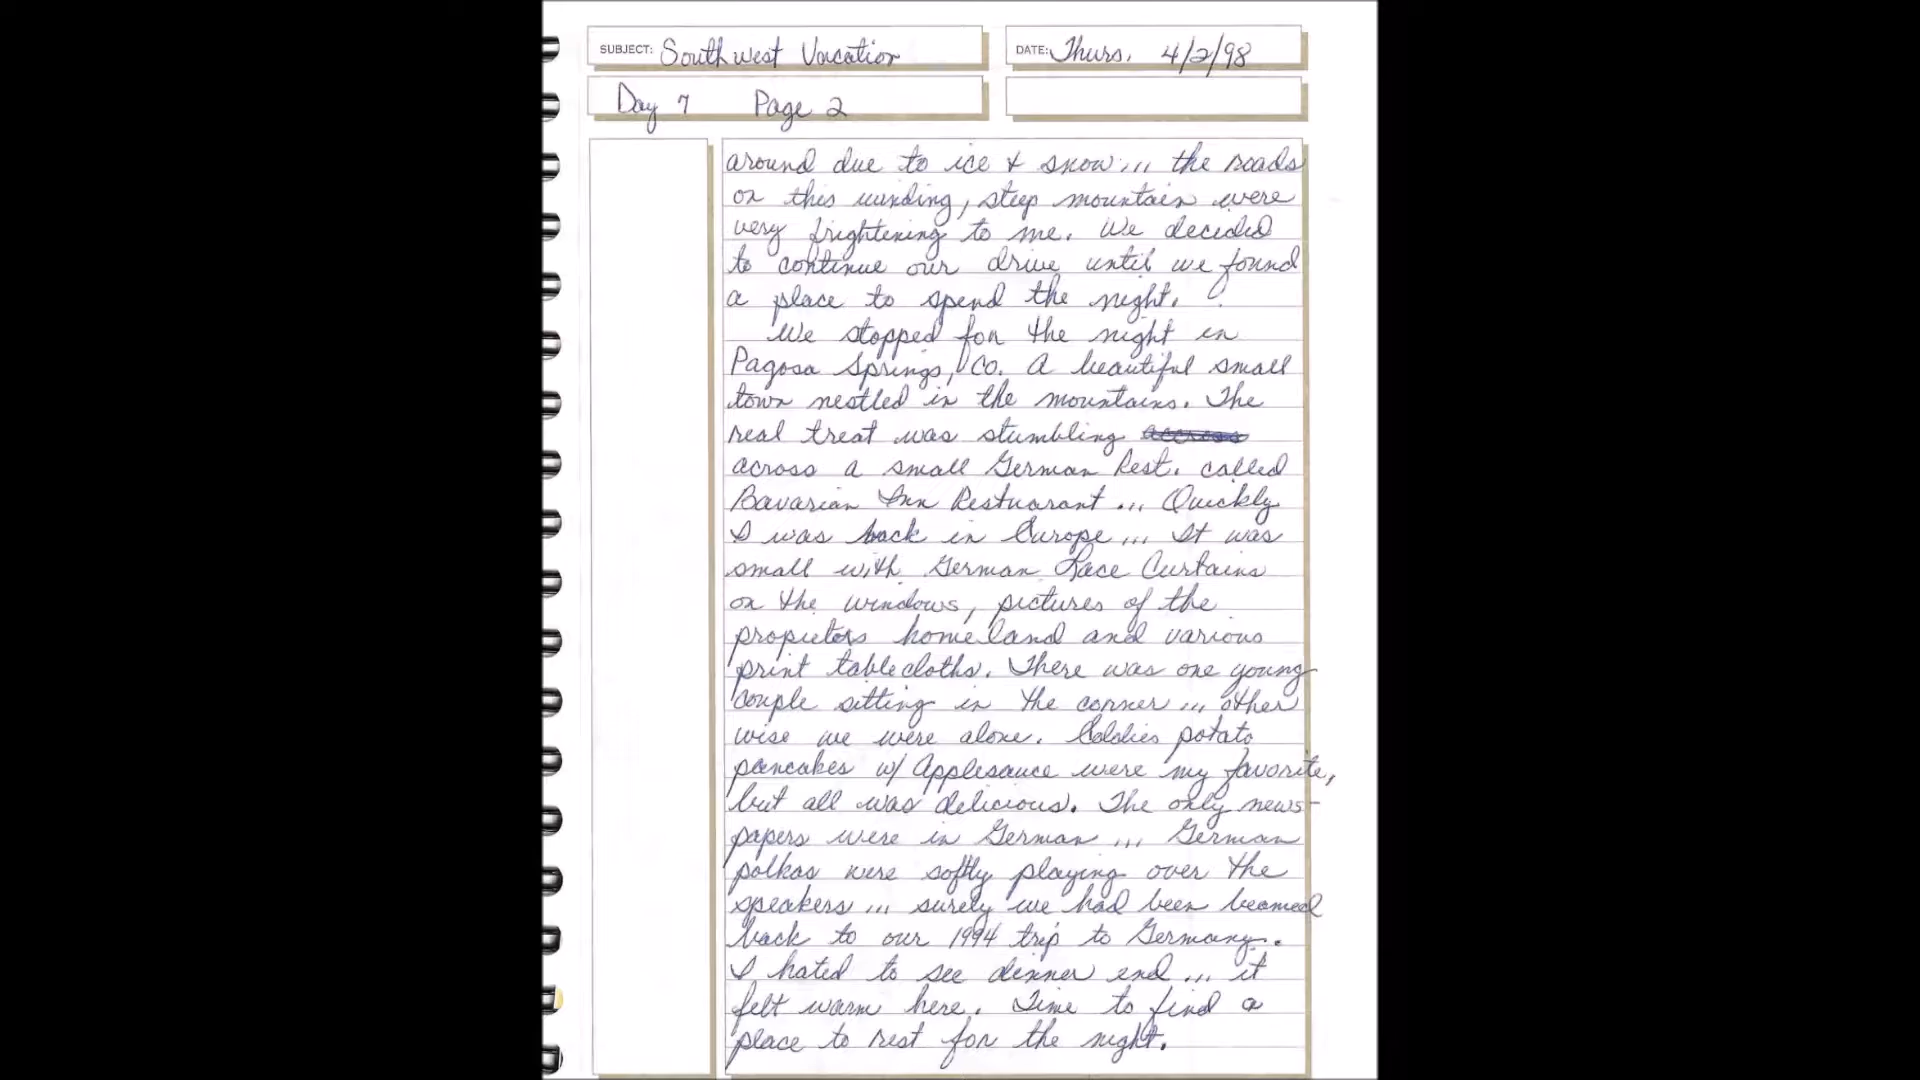 SUBJECT: Southwest Vacation
DATE: Thurs. 4/2/98
Day 7 Page 2
around due to ice & snow... the roads
on this winding, steep mountain were
very frightening to me. We decided
to continue our drive until we found
a place to spend the night.
We stopped for the night in
Pagosa Springs, CO. A beautiful small
town nestled in the mountains. The
real treat was stumbling
across a small German Rest. called
Bavarian Inn Restuarant ... Quickly
I was back in Europe ... It was
small with German Lace Curtains
on the windows, pictures of the
propietors homeland and various
print tablecloths. There was one young
couple sitting in the corner ... other
wise we were alone. potato
pancakes w/ Applesauce were my favorite,
but all was delicious. The only news-
papers were in German ... German
polkas were softly playing over the
speakers ... surely we had been beamed
back to our 1994 trip to Germany.
I hated to see dinner end ... it
felt warm here. Time to find a
place to rest for the night.